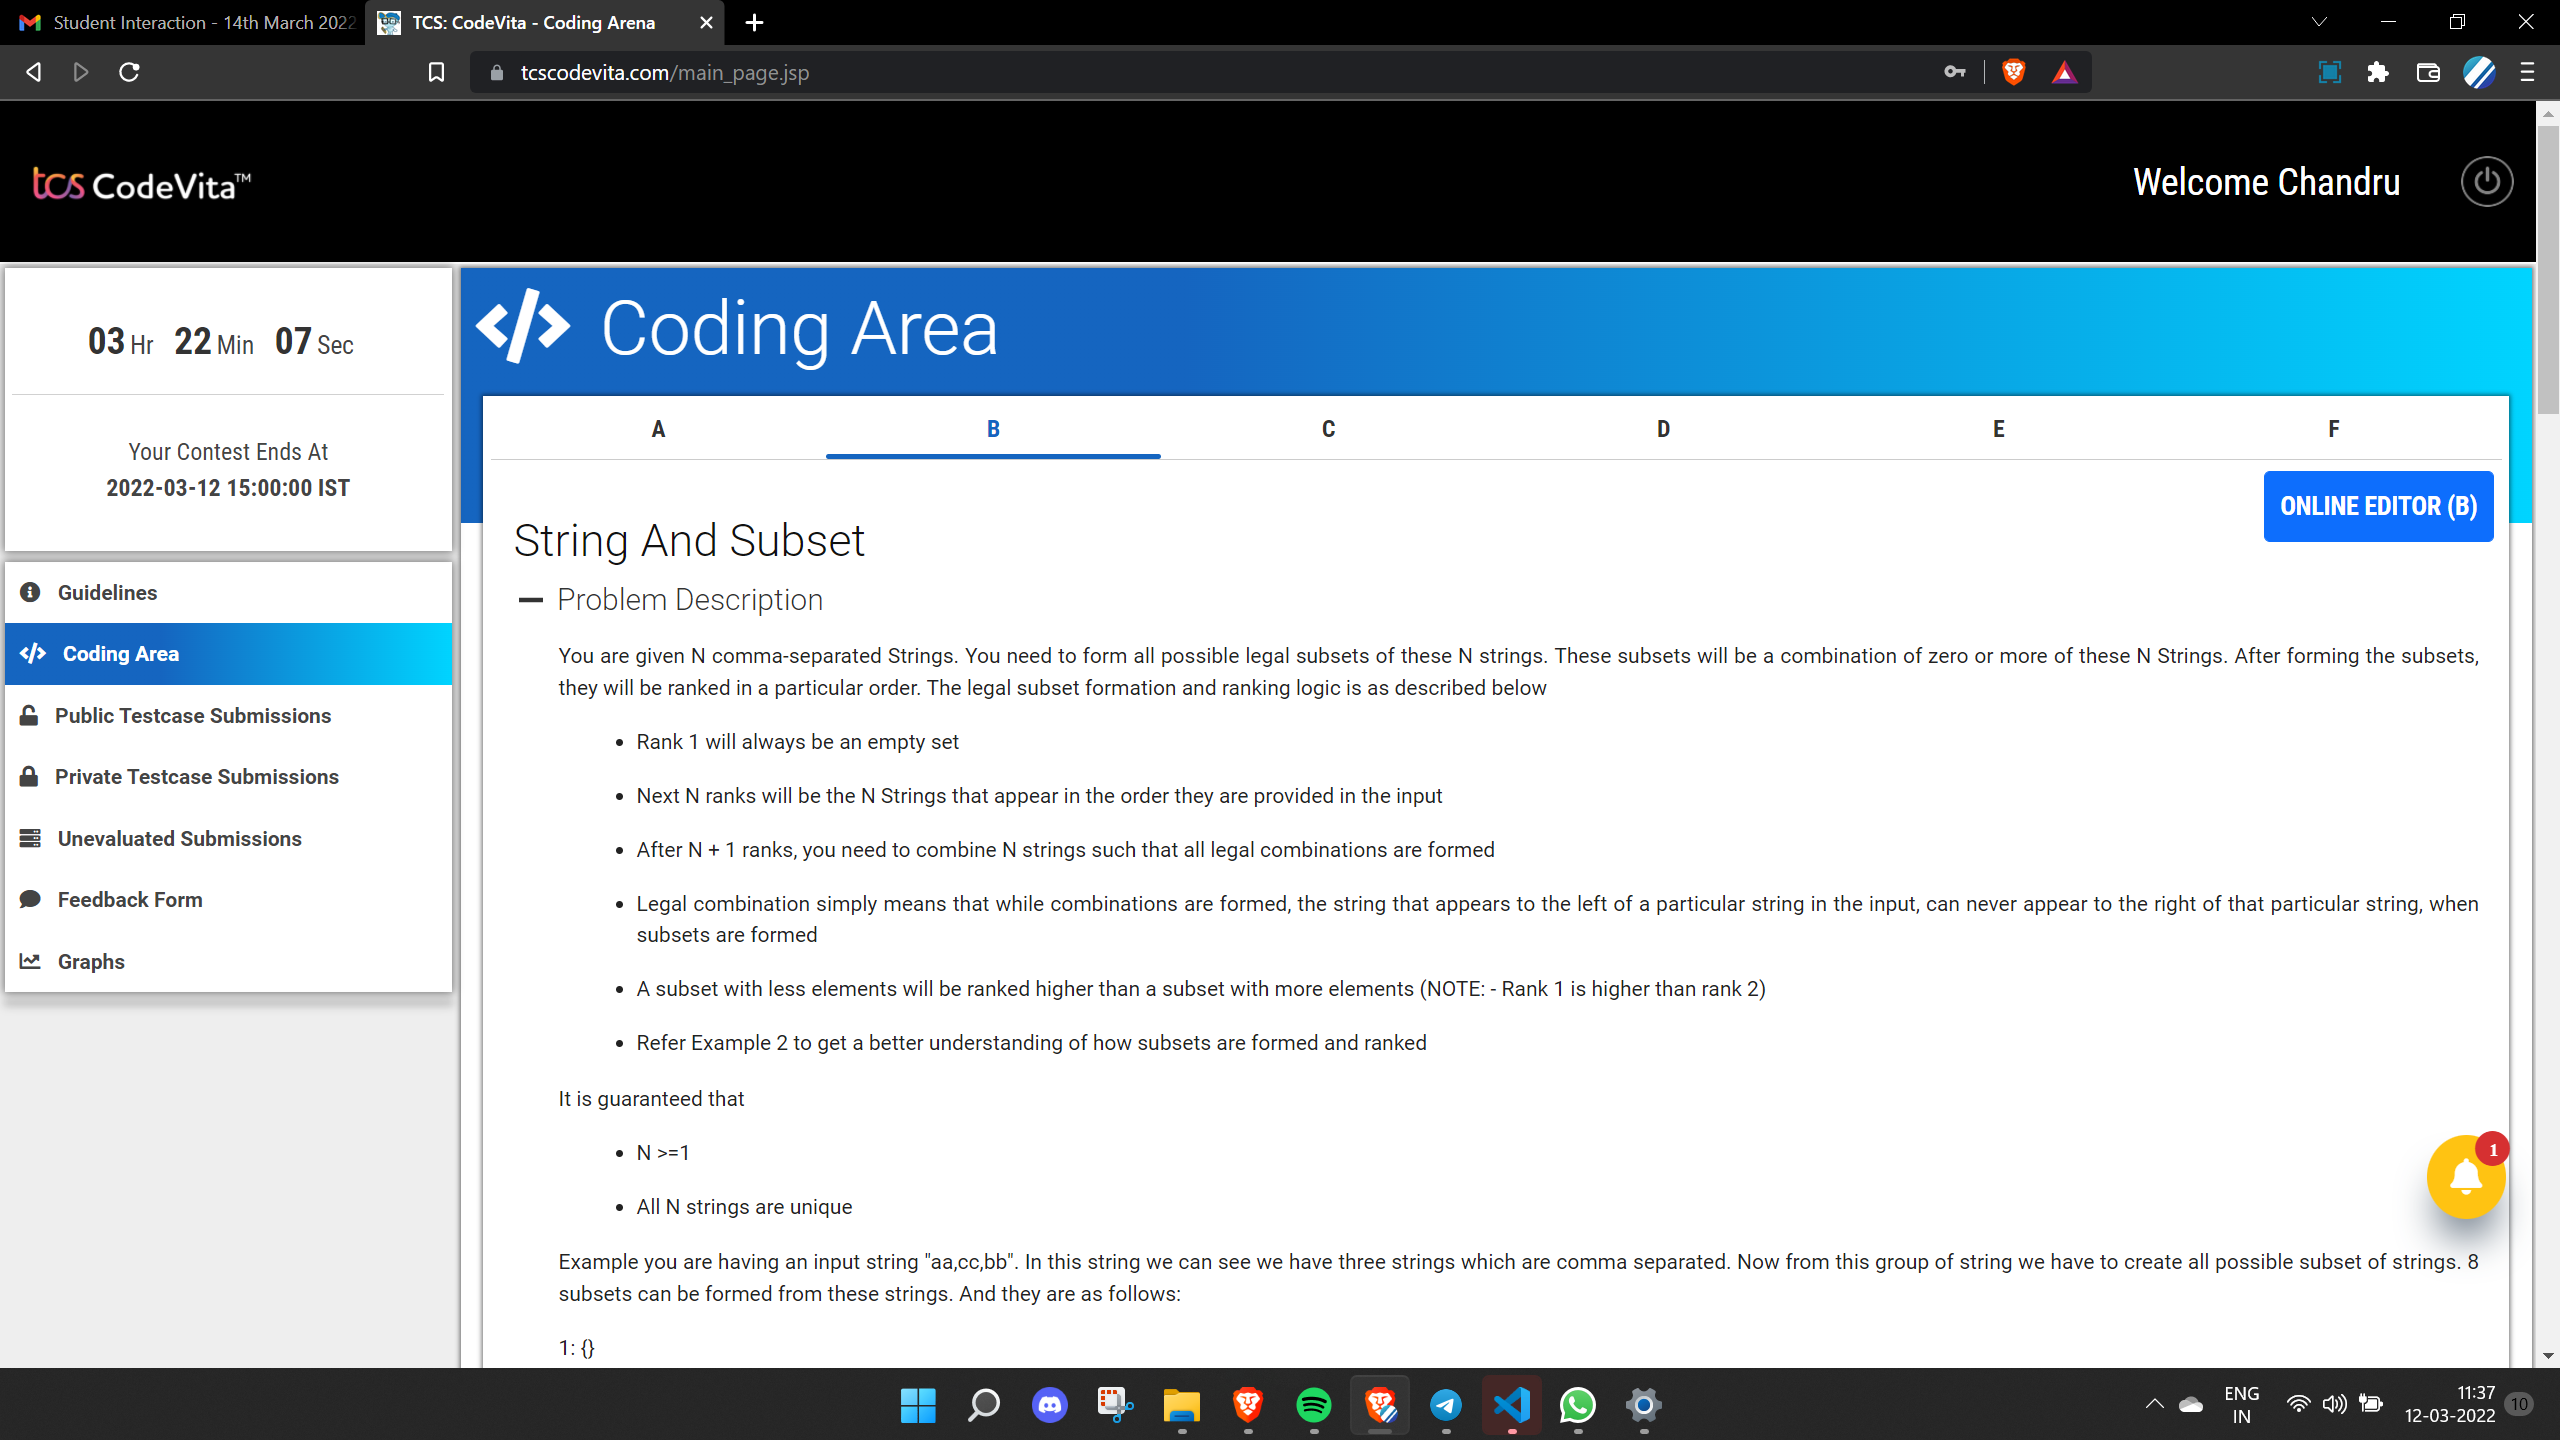 Student Interaction - 14th March 2022
TCS: CodeVita - Coding Arena
tcscodevita.com/main_page.jsp
tcs CodeVita™
Welcome Chandru
03 Hr 22 Min 07 Sec
Your Contest Ends At
2022-03-12 15:00:00 IST
Guidelines
Coding Area
Public Testcase Submissions
Private Testcase Submissions
Unevaluated Submissions
Feedback Form
Graphs
</> Coding Area
A B C D E F
ONLINE EDITOR (B)
String And Subset
Problem Description
You are given N comma-separated Strings. You need to form all possible legal subsets of these N strings. These subsets will be a combination of zero or more of these N Strings. After forming the subsets,
they will be ranked in a particular order. The legal subset formation and ranking logic is as described below
• Rank 1 will always be an empty set
• Next N ranks will be the N Strings that appear in the order they are provided in the input
• After N + 1 ranks, you need to combine N strings such that all legal combinations are formed
• Legal combination simply means that while combinations are formed, the string that appears to the left of a particular string in the input, can never appear to the right of that particular string, when
subsets are formed
• A subset with less elements will be ranked higher than a subset with more elements (NOTE: - Rank 1 is higher than rank 2)
• Refer Example 2 to get a better understanding of how subsets are formed and ranked
It is guaranteed that
• N >=1
• All N strings are unique
1
Example you are having an input string "aa,cc,bb". In this string we can see we have three strings which are comma separated. Now from this group of string we have to create all possible subset of strings. 8
subsets can be formed from these strings. And they are as follows:
1: {}
ENG
IN
11:37
12-03-2022
10